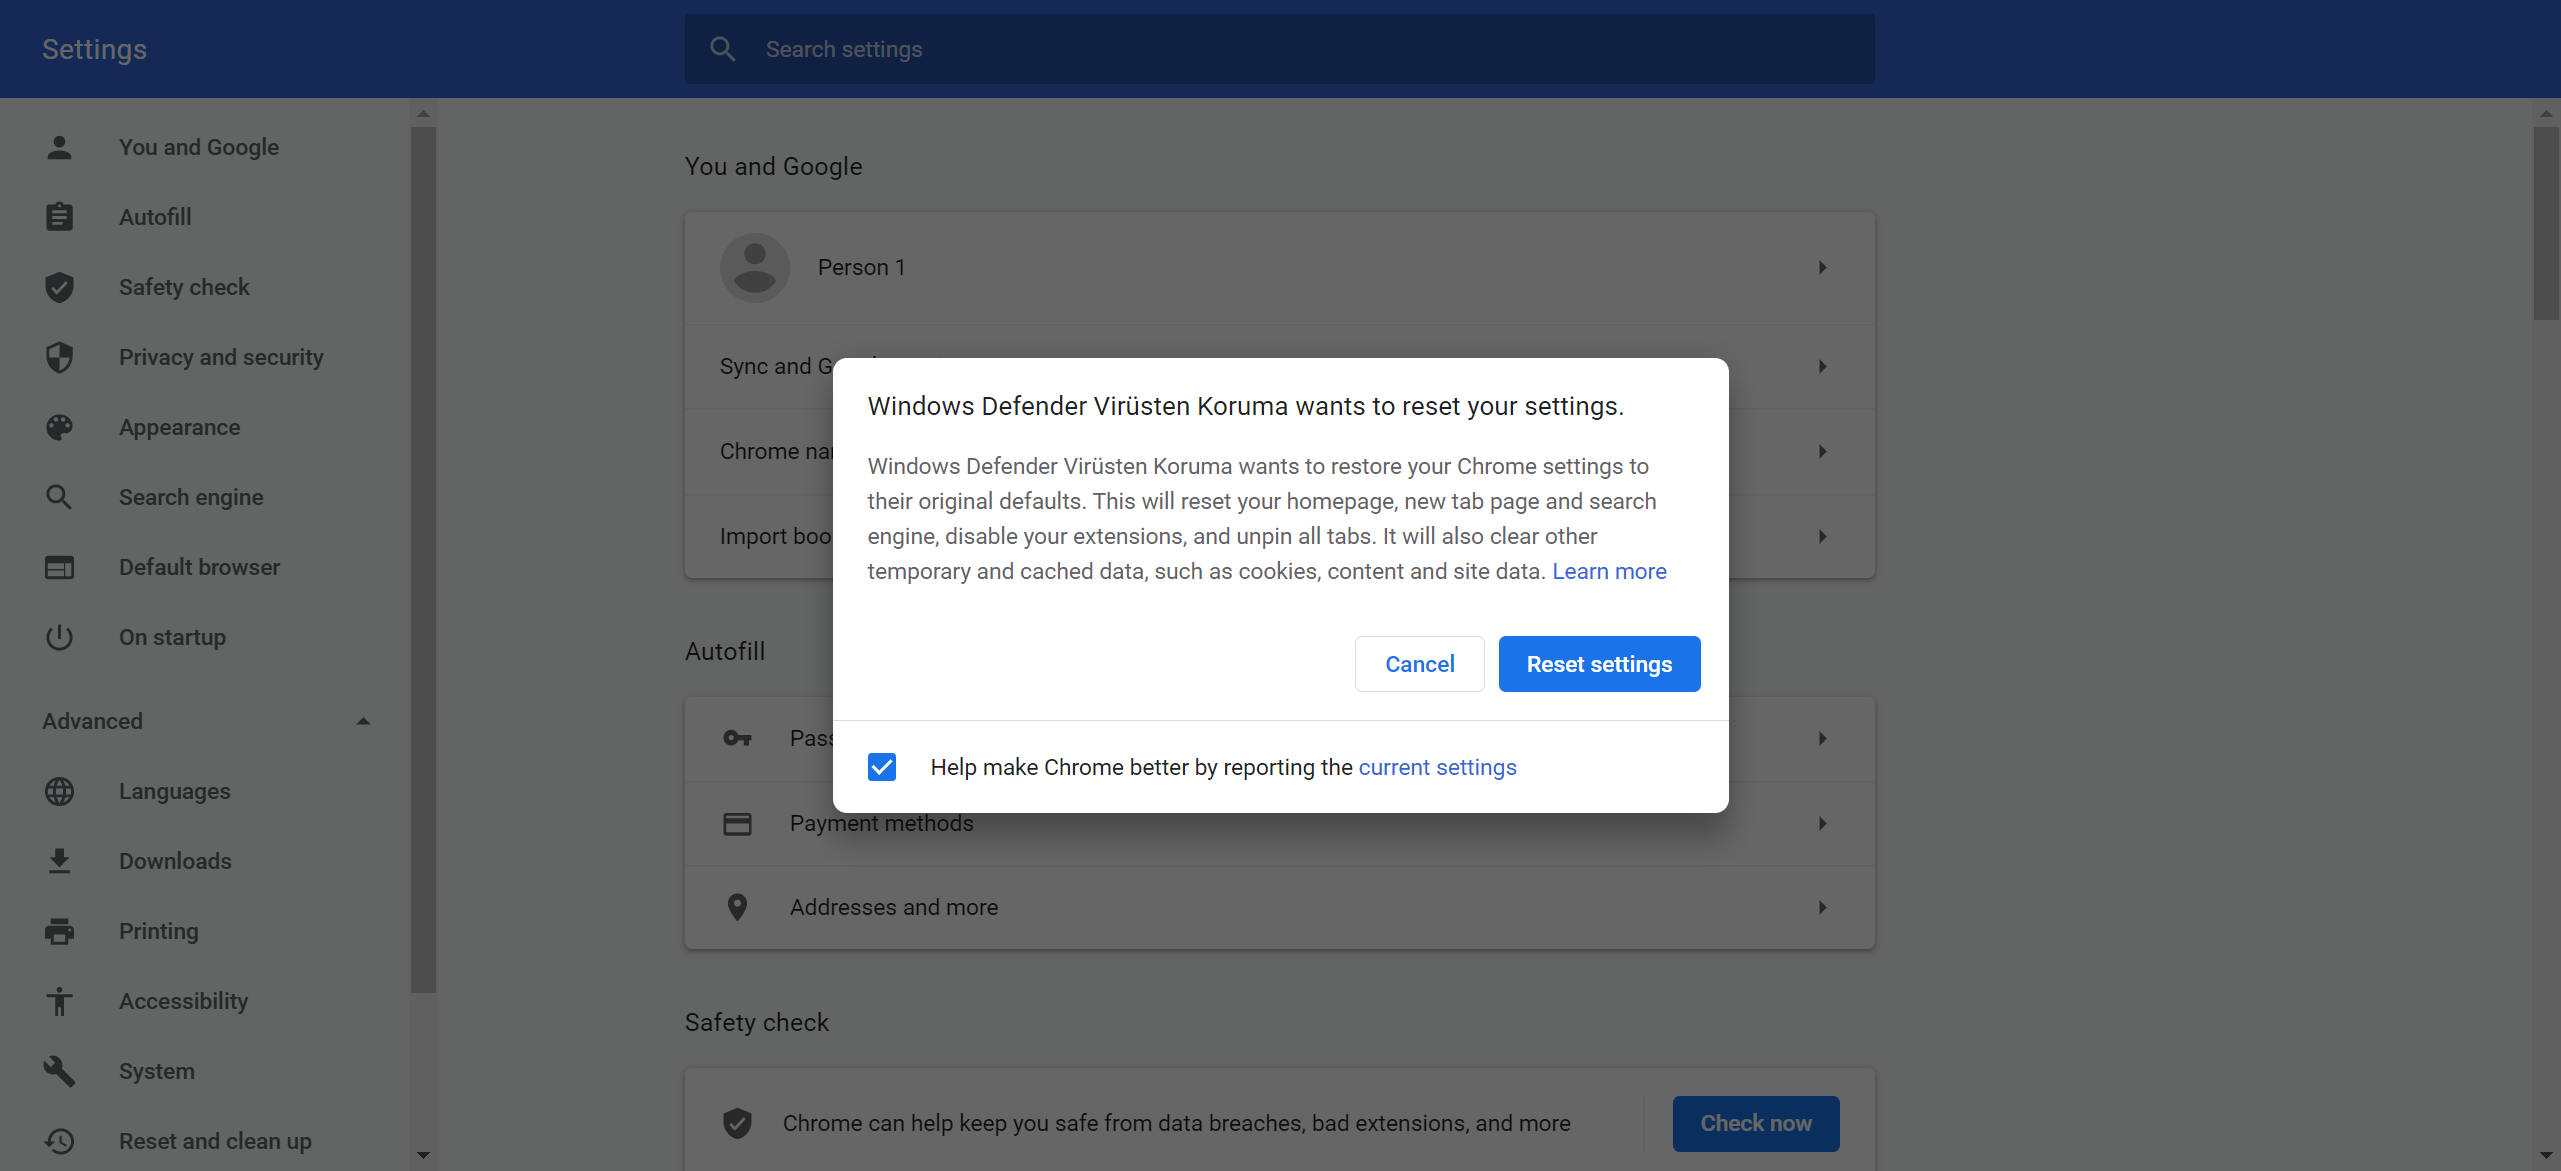 Settings
Search settings
You and Google
Autofill
Safety check
Privacy and security
Appearance
Search engine
Default browser
On startup
Advanced
Languages
Downloads
Printing
Accessibility
System
Reset and clean up
You and Google
Person 1
Sync and G
Chrome na
Import boo
Windows Defender Virüsten Koruma wants to reset your settings.
Windows Defender Virüsten Koruma wants to restore your Chrome settings to
their original defaults. This will reset your homepage, new tab page and search
engine, disable your extensions, and unpin all tabs. It will also clear other
temporary and cached data, such as cookies, content and site data. Learn more
Cancel
Reset settings
Help make Chrome better by reporting the current settings
Autofill
Pass
Payment methods
Addresses and more
Safety check
Chrome can help keep you safe from data breaches, bad extensions, and more
Check now